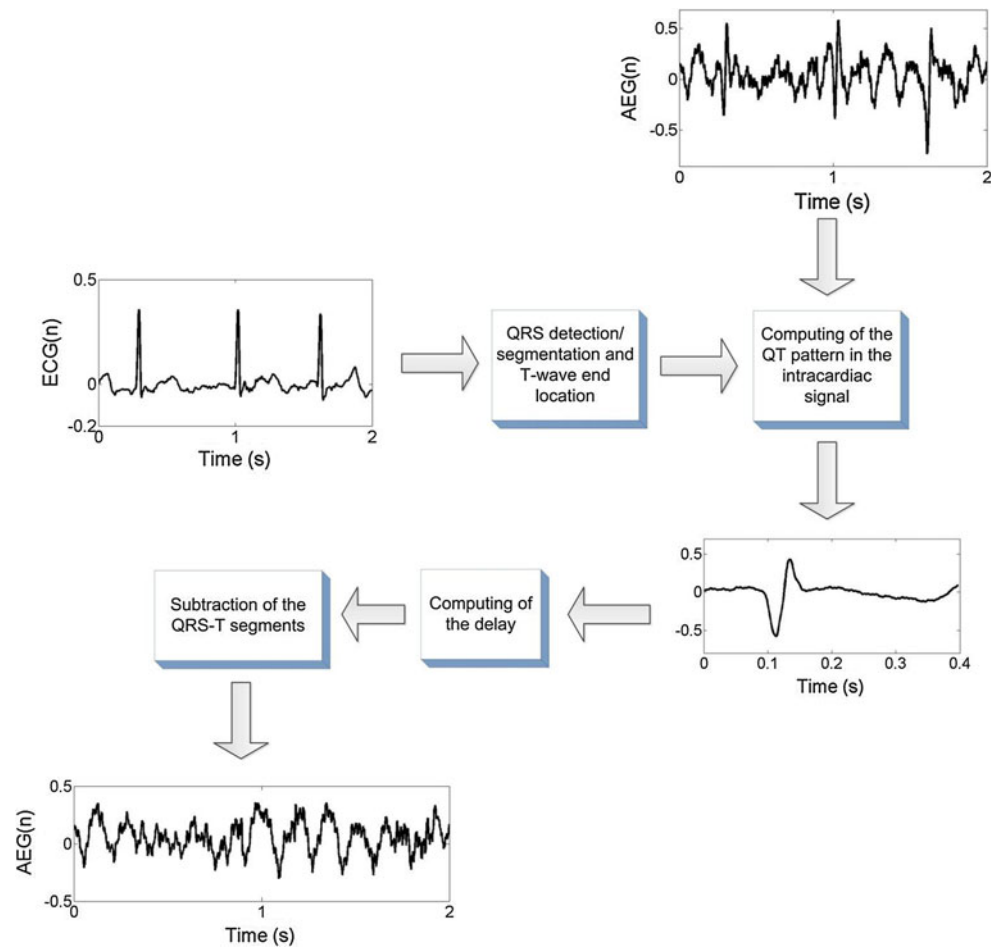 0.5
0
-0.5
AEG(n)
0 1 2
Time (s)
0.5
0
-0.2
ECG(n)
0 1 2
Time (s)
QRS detection/
segmentation and
T-wave end
location
Computing of the
QT pattern in the
intracardiac
signal
0.5
0
-0.5
0 0.1 0.2 0.3 0.4
Time (s)
Computing of
the delay
Subtraction of the
QRS-T segments
0.5
0
-0.5
AEG(n)
0 1 2
Time (s)